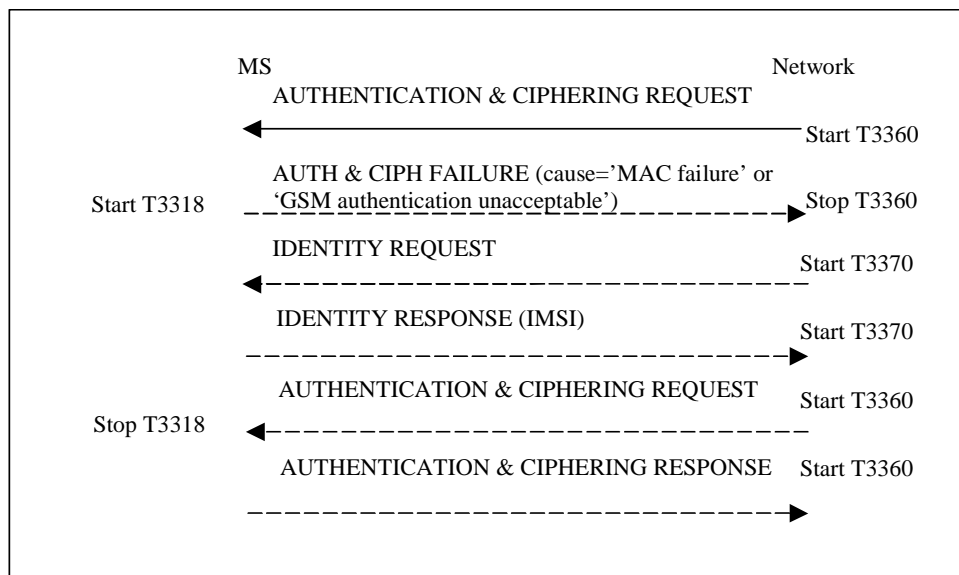 MS Network
AUTHENTICATION & CIPHERING REQUEST
Start T3360
AUTH & CIPH FAILURE (cause='MAC failure' or
Start T3318 ‘GSM authentication unacceptable’) Stop T3360
IDENTITY REQUEST
Start T3370
IDENTITY RESPONSE (IMSI)
Start T3370
AUTHENTICATION & CIPHERING REQUEST
Start T3360
Stop T3318
AUTHENTICATION & CIPHERING RESPONSE Start T3360